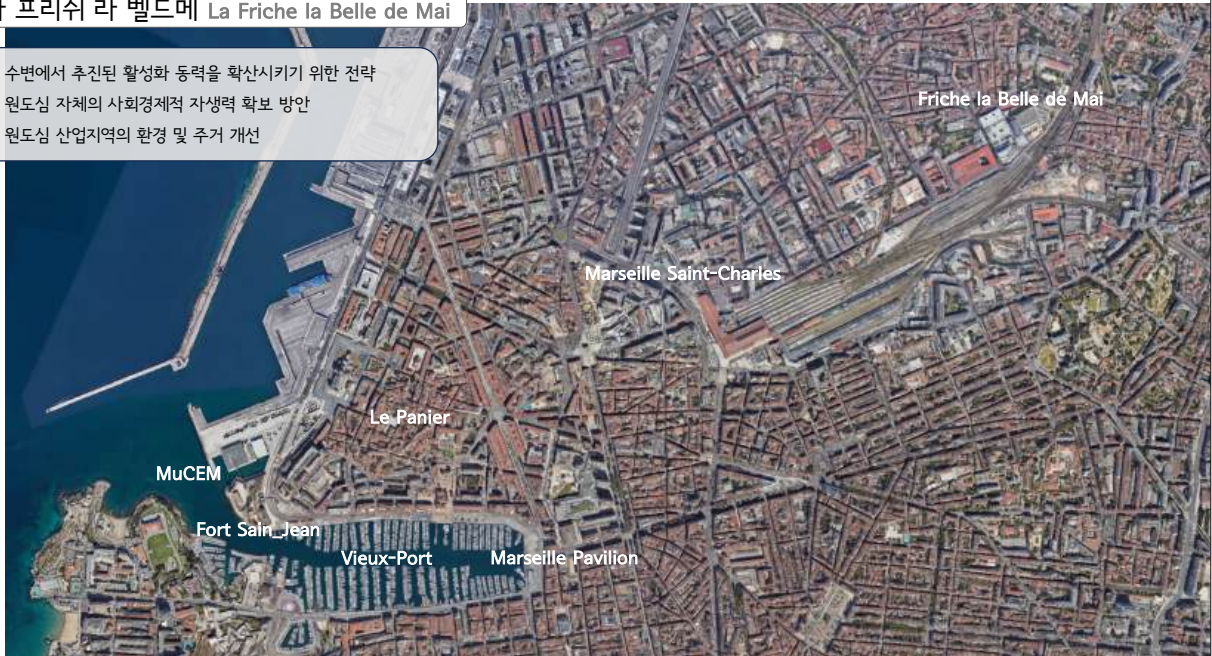 프리쉬 라 벨드메 La Friche la Belle de Mai
수변에서 추진된 활성화 동력을 확산시키기 위한 전략
원도심 자체의 사회경제적 자생력 확보 방안
원도심 산업지역의 환경 및 주거 개선
Friche la Belle de Mai
Marseille Saint-Charles
Le Panier
MuCEM
Fort Sain_Jean
Vieux-Port
Marseille Pavilion